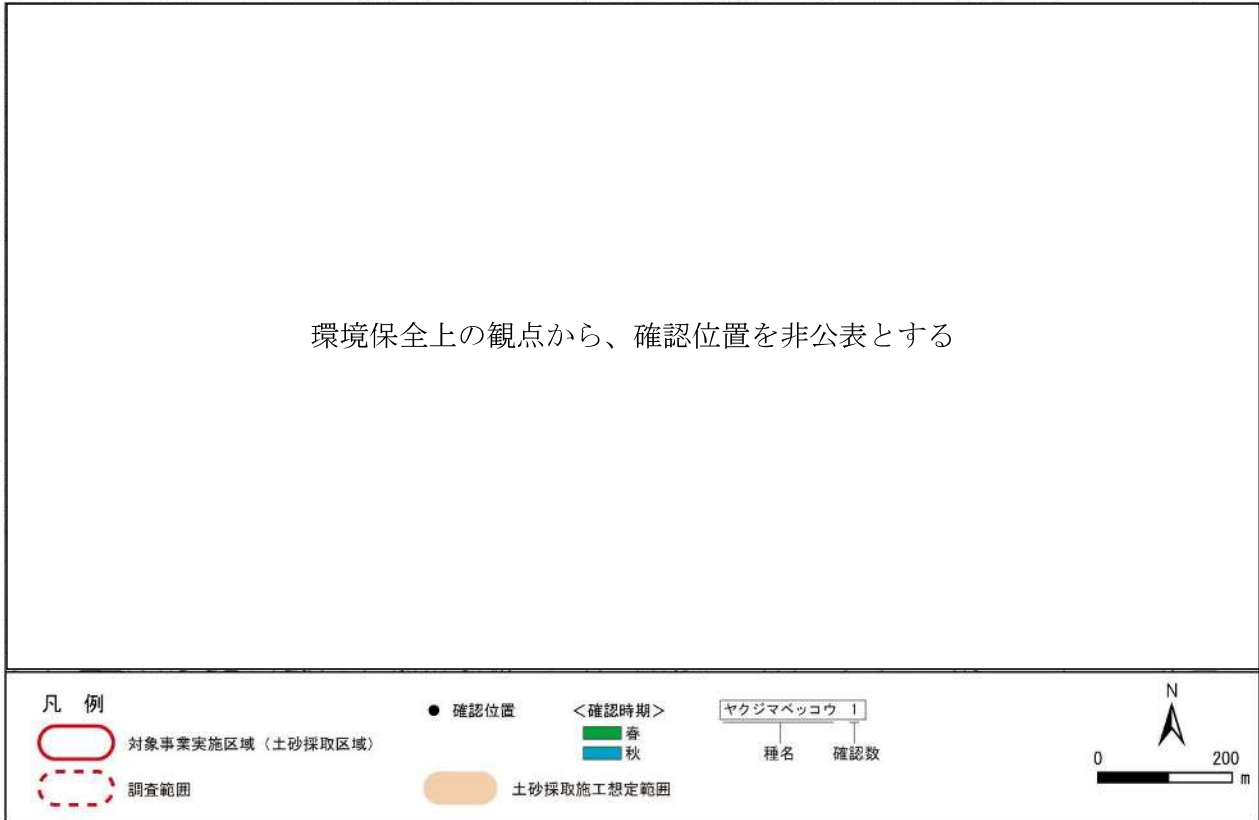 環境保全上の観点から、確認位置を非公表とする
凡 例
対象事業実施区域（土砂採取区域）
調査範囲
● 確認位置
＜確認時期＞
春
秋
土砂採取施工想定範囲
ヤクジマベッコウ 1
種名 確認数
N
0 200
m